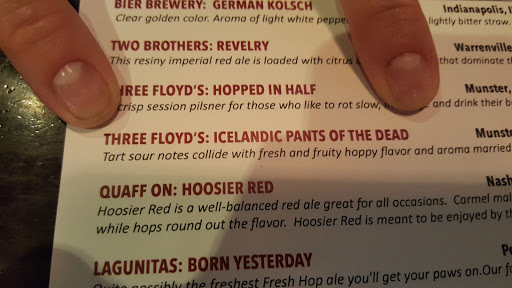 BIER BREWERY: GERMAN KOLSCH Indianapolis, I
Clear golden color. Aroma of light white pepper lightly bitter straw.
TWO BROTHERS: REVELRY Warrenville
This resiny imperial red ale is loaded with citrus that dominate th
THREE FLOYD'S: HOPPED IN HALF Munster,
crisp session pilsner for those who like to rot slow, and drink their b
THREE FLOYD'S: ICELANDIC PANTS OF THE DEAD Munste
Tart sour notes collide with fresh and fruity hoppy flavor and aroma married
QUAFF ON: HOOSIER RED Nash
Hoosier Red is a well-balanced red ale great for all occasions. Carmel mal
while hops round out the flavor. Hoosier Red is meant to be enjoyed by th
LAGUNITAS: BORN YESTERDAY Pe
Quite possibly the freshest Fresh Hop ale you'll get your paws on.Our fo